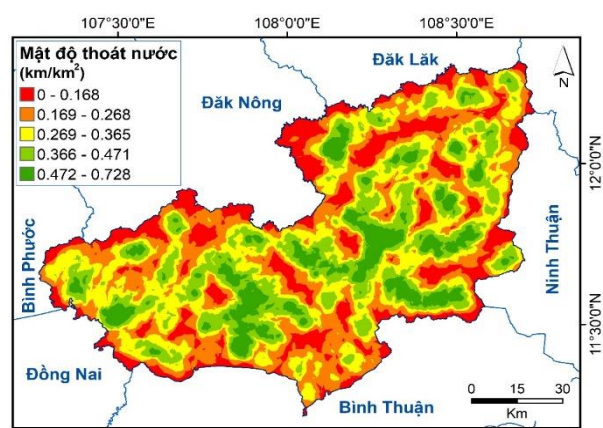 107°30'0"E 108°0'0"E 108°30'0"E
Mật độ thoát nước
(km/km²)
0 - 0.168
0.169 - 0.268
0.269 - 0.365
0.366 - 0.471
0.472 - 0.728
Đăk Lăk
Đăk Nông
N
12°0'0"N
Ninh Thuận
Bình Phước
11°30'0"N
Đồng Nai
Bình Thuận
0 15 30
Km